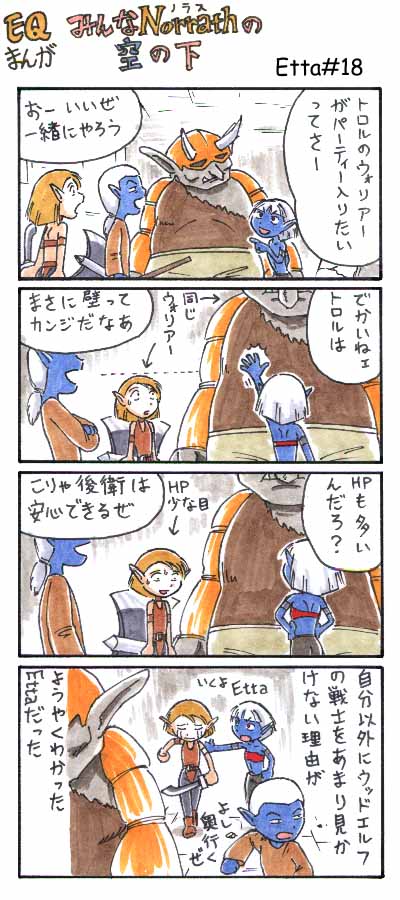 EQ
まんが
みんなNorrathの
ノラス
空の下
Etta#18
トロルのウォリアー
がパーティー入りたい
ってさー
おーいいぜ
一緒にやろう
でかいねェ
トロルは
同じ→
ウォリアー
まさに壁って
カンジだなあ
HPも多い
んだろ?
HP
少な目
こりゃ後衛は
安心できるぜ
自分以外にウッドエルフ
の戦士をあまり見か
けない理由が
いくよ
Etta
よし
奥行く
ぜ
ようやくわかった
Ettaだった